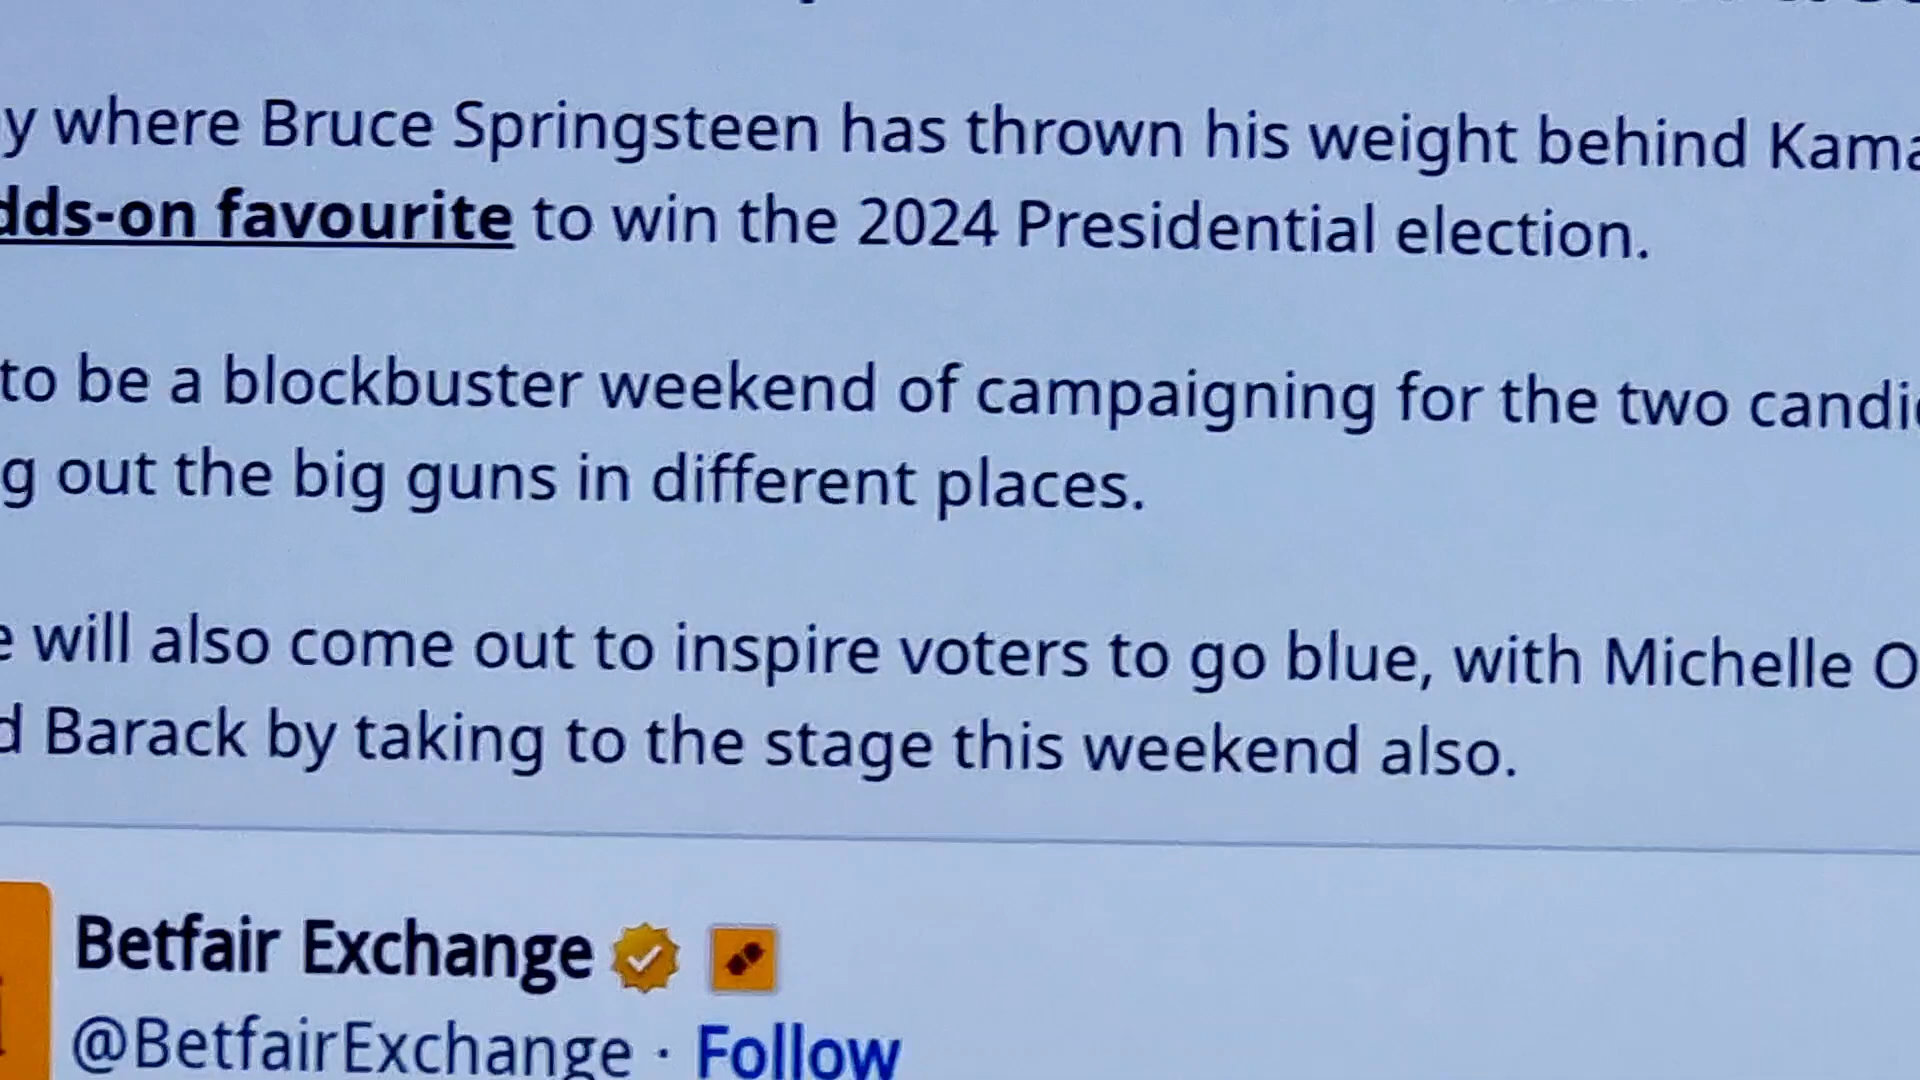 y where Bruce Springsteen has thrown his weight behind Kama
dds-on favourite to win the 2024 Presidential election.
to be a blockbuster weekend of campaigning for the two candi
g out the big guns in different places.
e will also come out to inspire voters to go blue, with Michelle O
d Barack by taking to the stage this weekend also.
Betfair Exchange
@BetfairExchange · Follow